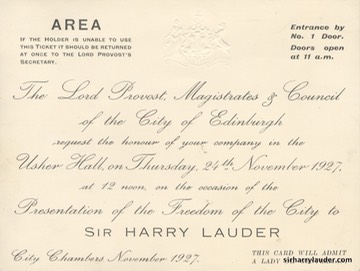 AREA
IF THE HOLDER IS UNABLE TO USE
THIS TICKET IT SHOULD BE RETURNED
AT ONCE TO THE LORD PROVOST'S
SECRETARY.
Entrance by
No. 1 Door.
Doors open
at 11 a.m.
The Lord Provost, Magistrates & Council
of the City of Edinburgh
request the honour of your company in the
Usher Hall, on Thursday, 24th November 1927,
at 12 noon, on the occasion of the
Presentation of the Freedom of the City to
SIR HARRY LAUDER
City Chambers November 1927.
THIS CARD WILL ADMIT
A LADY
sirharrylauder.com